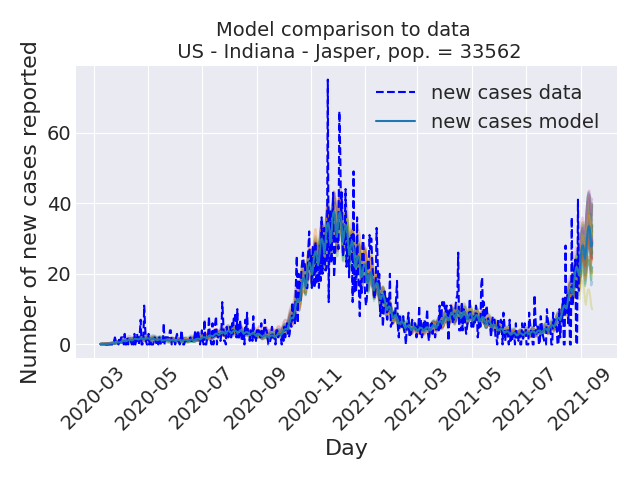 Model comparison to data
US - Indiana - Jasper, pop. = 33562
Number of new cases reported
60
40
20
0
new cases data
new cases model
2020-03
2020-05
2020-07
2020-09
2020-11
2021-01
2021-03
2021-05
2021-07
2021-09
Day